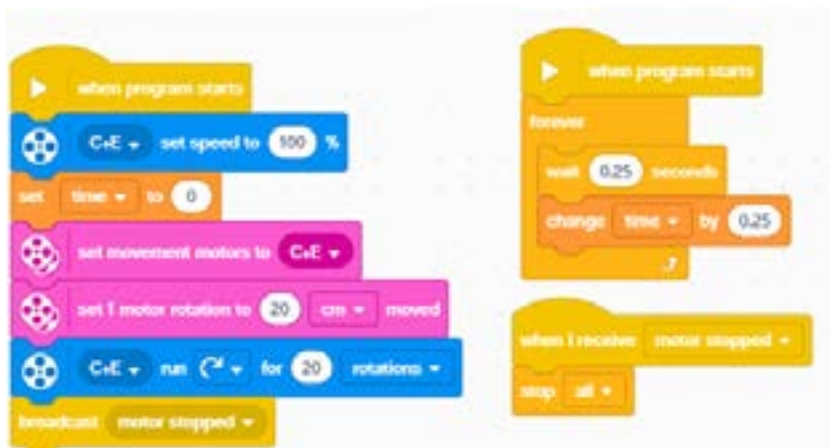 when program starts
C+E set speed to 100 %
set time to 0
set movement motors to C+E
set 1 motor rotation to 20 cm moved
C+E run for 20 rotations
broadcast motor stopped
when program starts
forever
wait 0.25 seconds
change time by 0.25
when I receive motor stopped
stop all